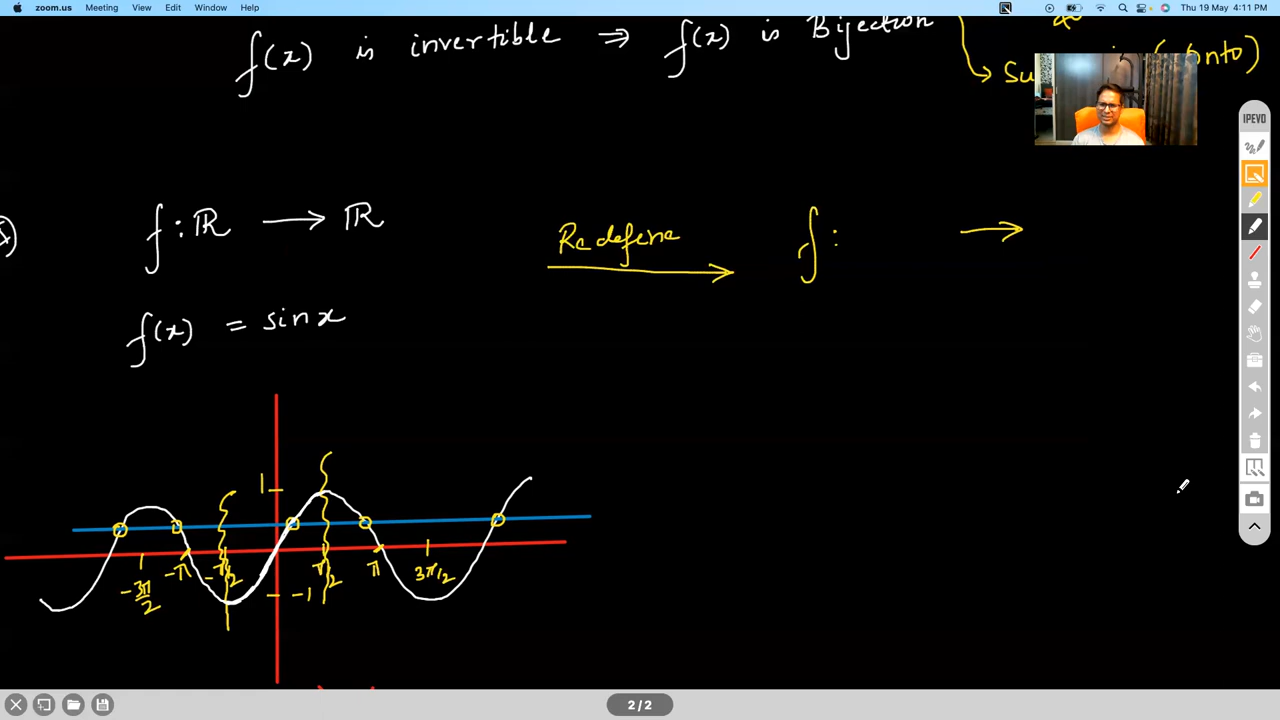 zoom.us Meeting View Edit Window Help Thu 19 May 4:11 PM
f(x) is invertible ⇒ f(x) is Bijection
Su (onto)
IPEVO
f : ℝ → ℝ
Redefine
f : →
f(x) = sin x
1
-3π/2 -π -π/2 π/2 π 3π/2
-1
2 / 2